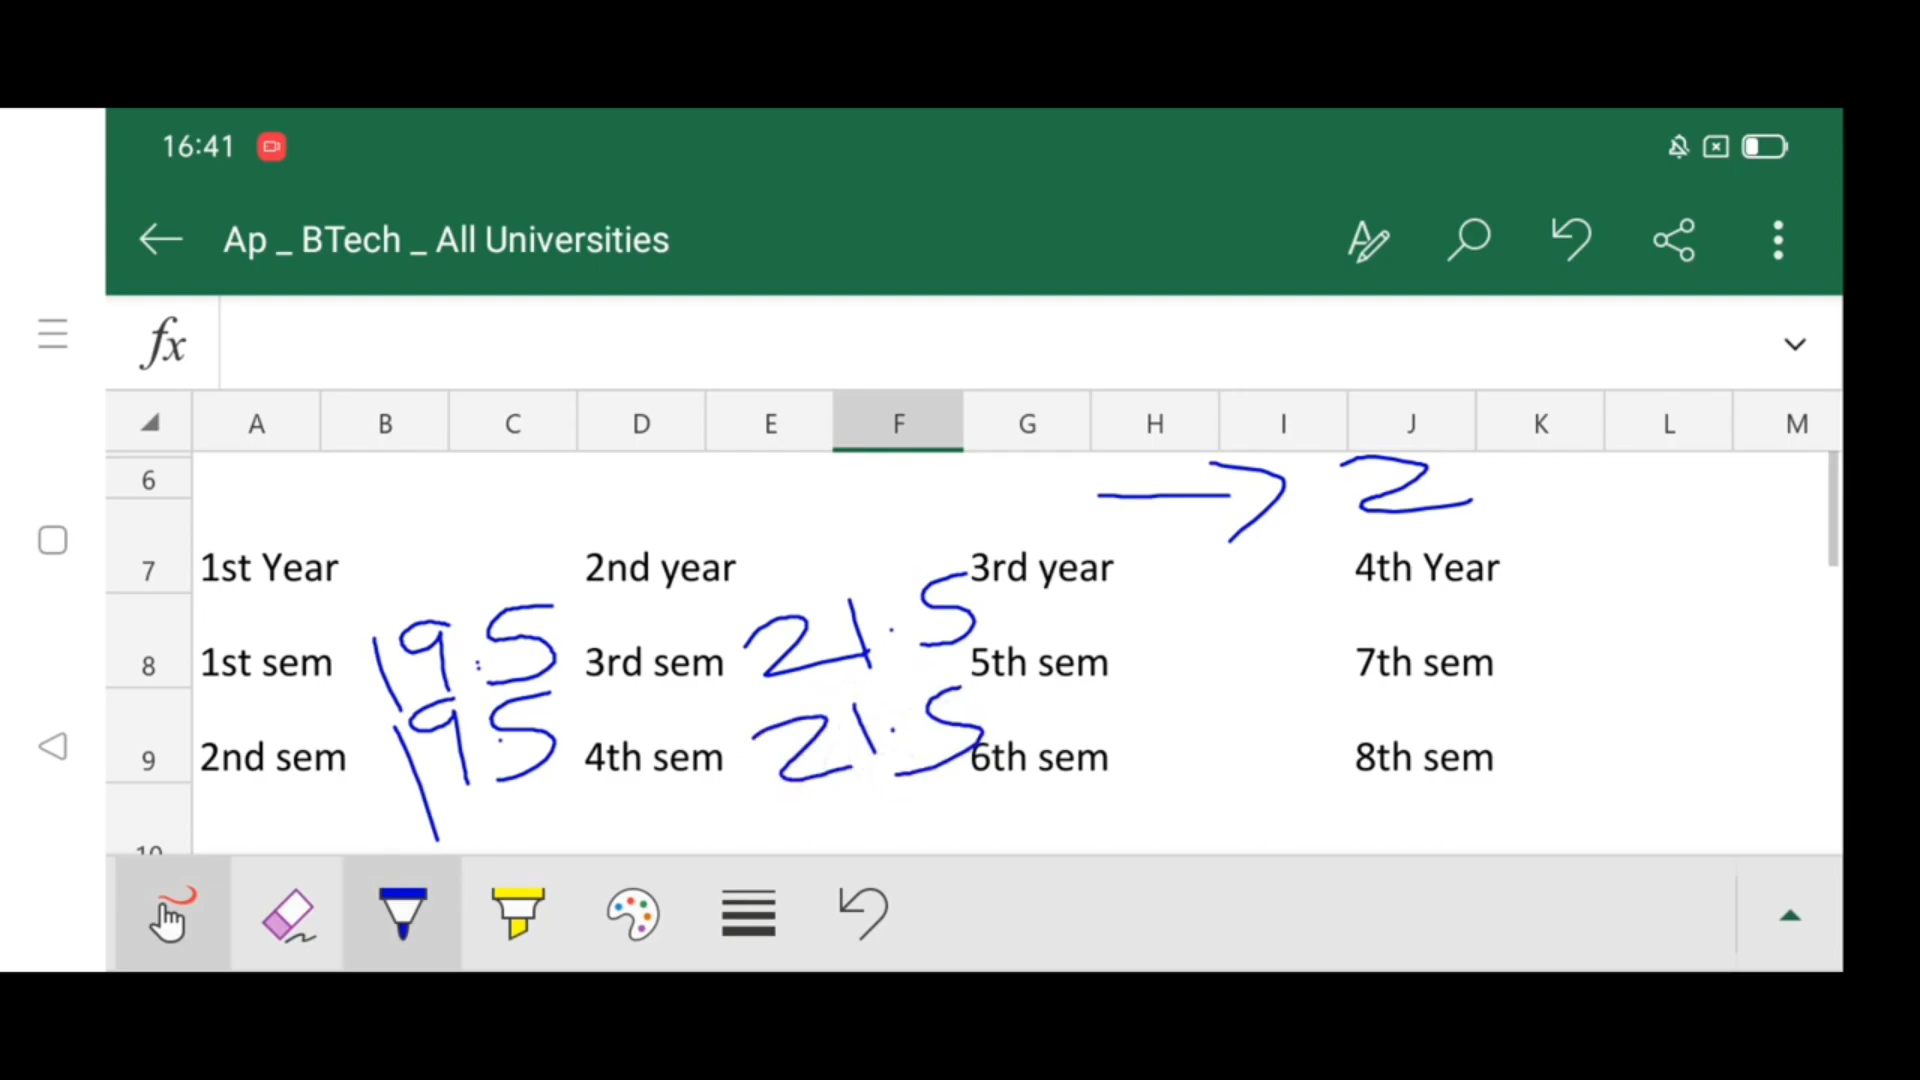 16:41
Ap _ BTech _ All Universities
fx
A B C D E F G H I J K L M
6 → 2
7 1st Year 2nd year 3rd year 4th Year
8 1st sem 19.5 3rd sem 21.5 5th sem 7th sem
9 2nd sem 19.5 4th sem 21.5 6th sem 8th sem
10